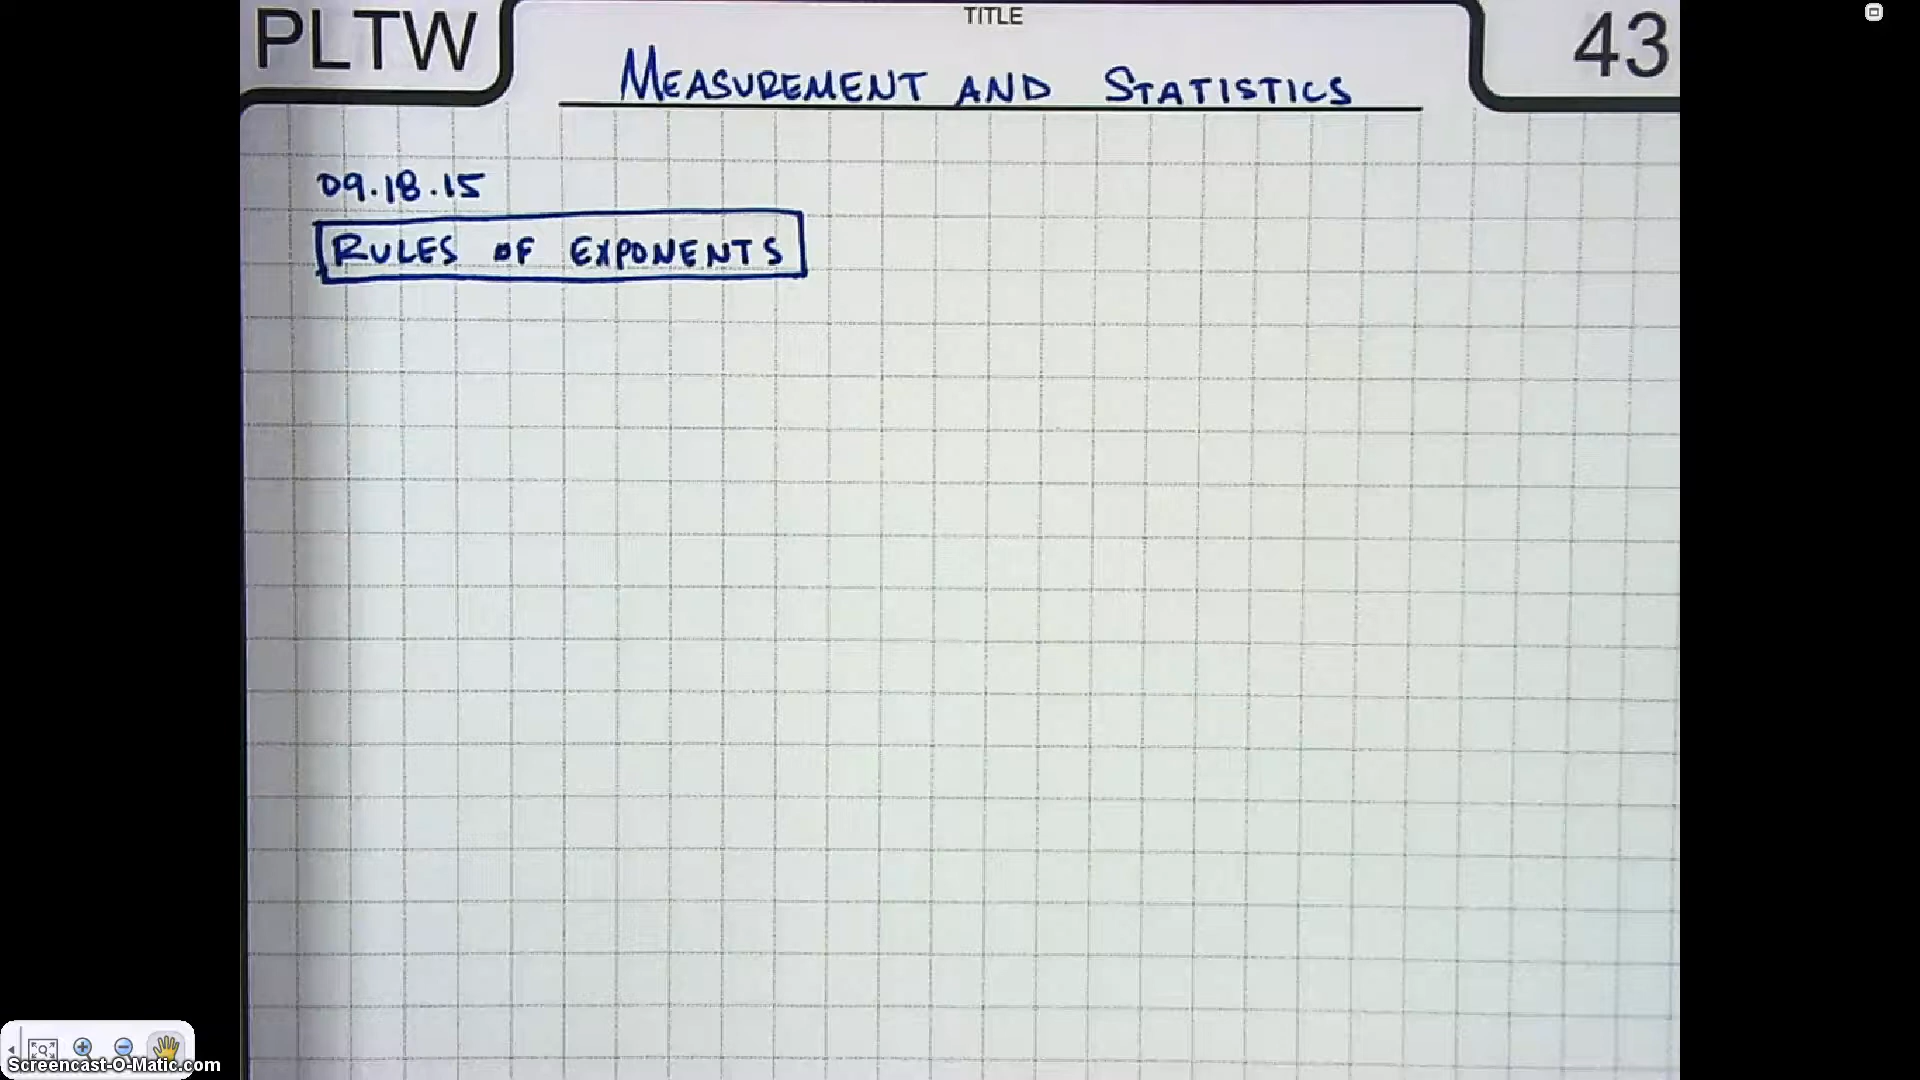 PLTW
TITLE
43
MEASUREMENT AND STATISTICS
09.18.15
RULES OF EXPONENTS
Screencast-O-Matic.com